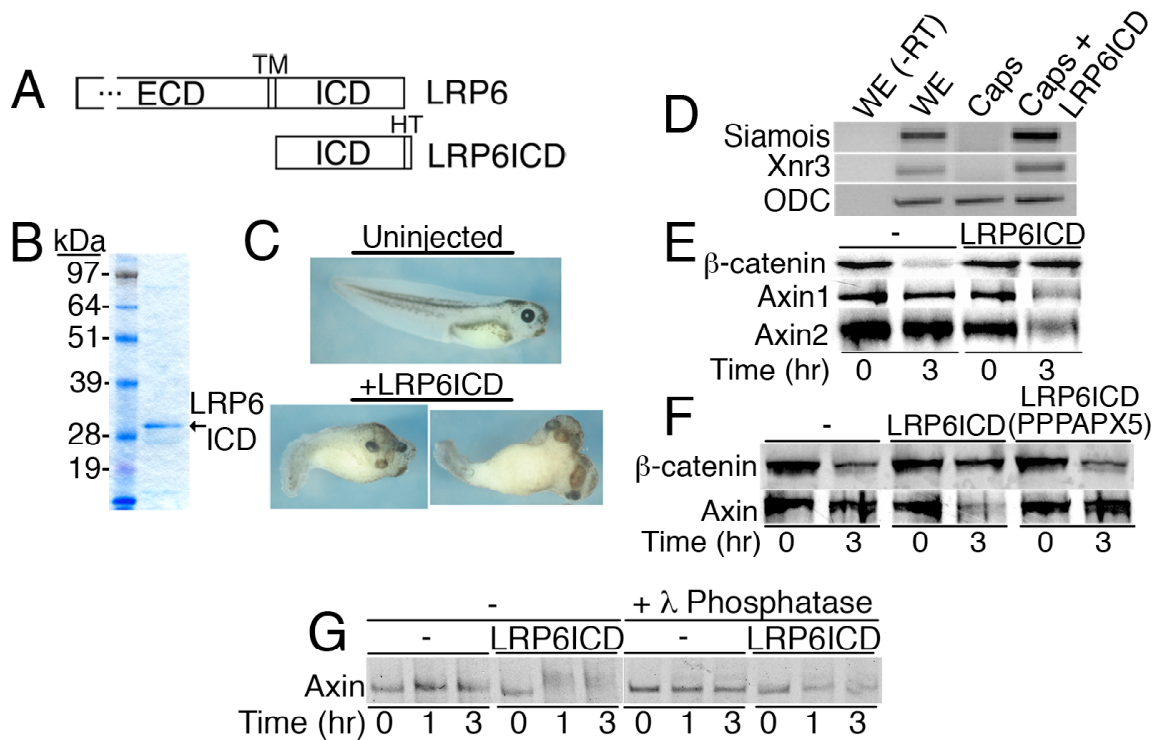 A
TM
... ECD ICD LRP6
HT
ICD LRP6ICD
B
kDa
97-
64-
51-
39-
28-
19-
LRP6
←ICD
C
Uninjected
+LRP6ICD
D
WE (-RT)
WE
Caps
Caps +
LRP6ICD
Siamois
Xnr3
ODC
E
- LRP6ICD
β-catenin
Axin1
Axin2
Time (hr) 0 3 0 3
F
LRP6ICD
- LRP6ICD (PPPAPX5)
β-catenin
Axin
Time (hr) 0 3 0 3 0 3
G
- + λ Phosphatase
- LRP6ICD - LRP6ICD
Axin
Time (hr) 0 1 3 0 1 3 0 1 3 0 1 3